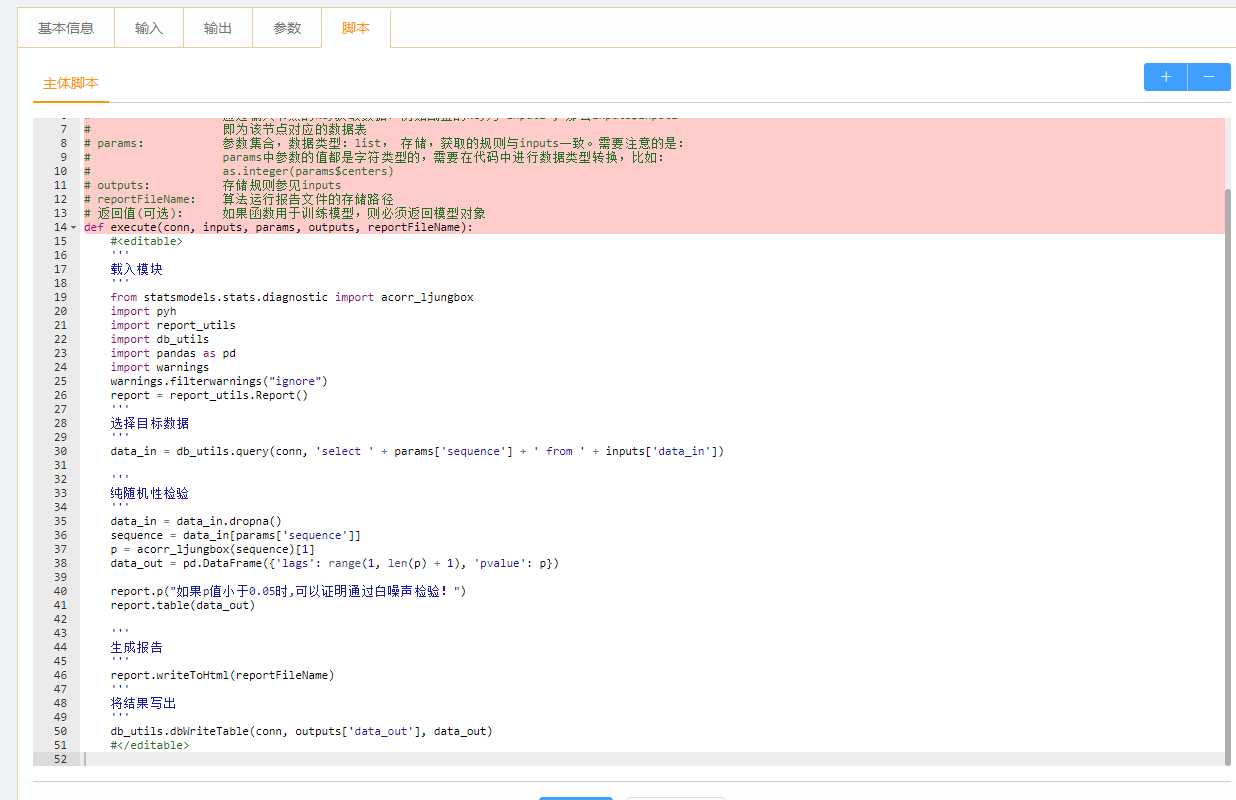 基本信息 输入 输出 参数 脚本
主体脚本
+ −
7 # 即为该节点对应的数据表
8 # params: 参数集合，数据类型：list， 存储，获取的规则与inputs一致。需要注意的是：
9 # params中参数的值都是字符类型的，需要在代码中进行数据类型转换，比如：
10 # as.integer(params$centers)
11 # outputs: 存储规则参见inputs
12 # reportFileName: 算法运行报告文件的存储路径
13 # 返回值(可选): 如果函数用于训练模型，则必须返回模型对象
14 def execute(conn, inputs, params, outputs, reportFileName):
15 #<editable>
16 '''
17 载入模块
18 '''
19 from statsmodels.stats.diagnostic import acorr_ljungbox
20 import pyh
21 import report_utils
22 import db_utils
23 import pandas as pd
24 import warnings
25 warnings.filterwarnings("ignore")
26 report = report_utils.Report()
27 '''
28 选择目标数据
29 '''
30 data_in = db_utils.query(conn, 'select ' + params['sequence'] + ' from ' + inputs['data_in'])
31
32 '''
33 纯随机性检验
34 '''
35 data_in = data_in.dropna()
36 sequence = data_in[params['sequence']]
37 p = acorr_ljungbox(sequence)[1]
38 data_out = pd.DataFrame({'lags': range(1, len(p) + 1), 'pvalue': p})
39
40 report.p("如果p值小于0.05时,可以证明通过白噪声检验！")
41 report.table(data_out)
42
43 '''
44 生成报告
45 '''
46 report.writeToHtml(reportFileName)
47 '''
48 将结果写出
49 '''
50 db_utils.dbWriteTable(conn, outputs['data_out'], data_out)
51 #</editable>
52